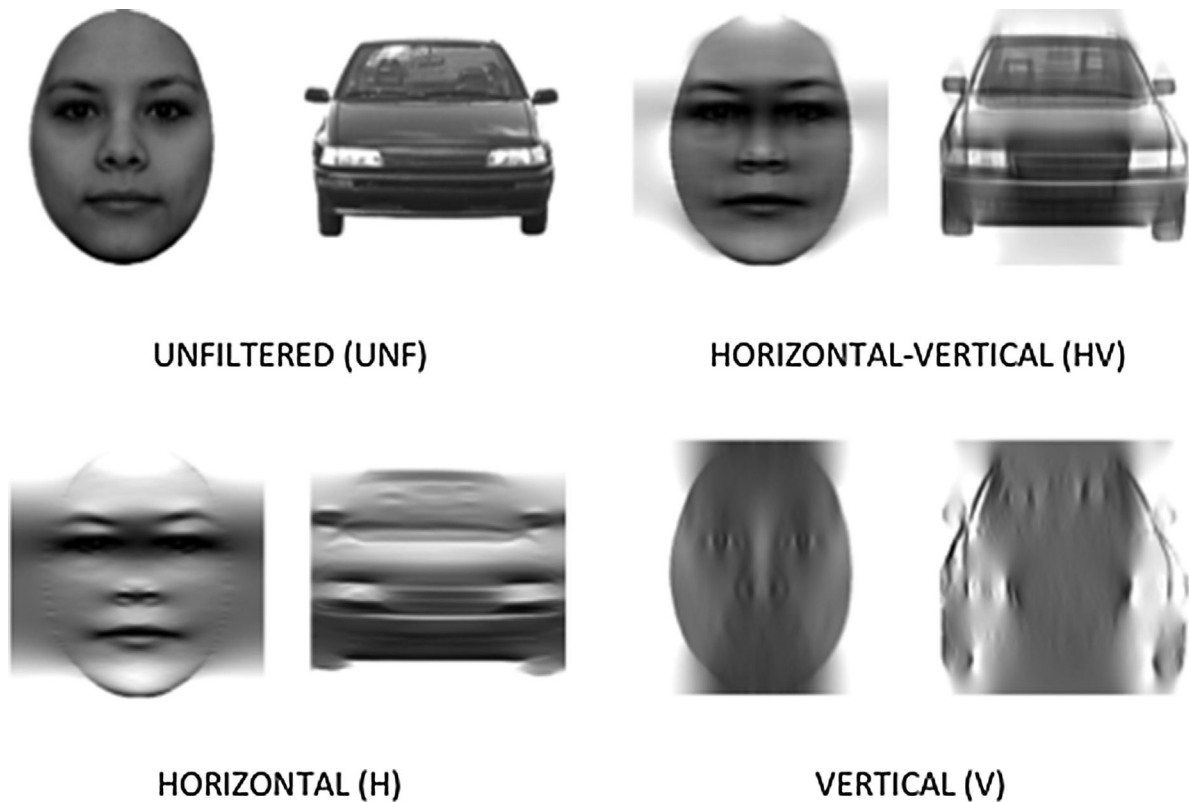 UNFILTERED (UNF)
HORIZONTAL-VERTICAL (HV)
HORIZONTAL (H)
VERTICAL (V)